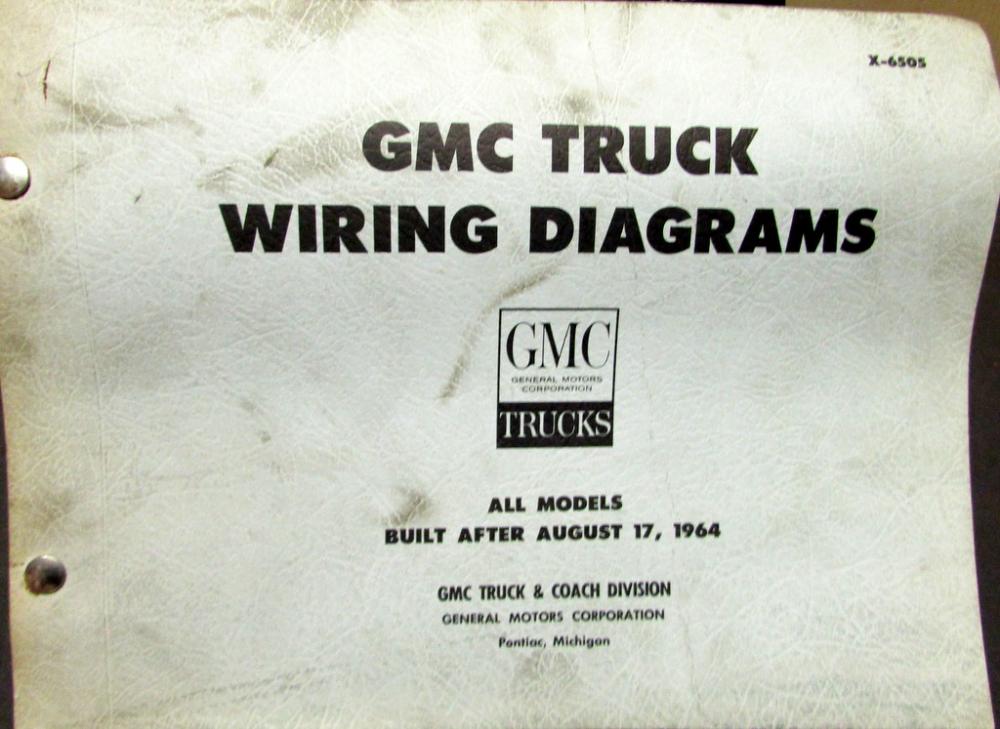 X-6505
GMC TRUCK
WIRING DIAGRAMS
GMC
GENERAL MOTORS
CORPORATION
TRUCKS
ALL MODELS
BUILT AFTER AUGUST 17, 1964
GMC TRUCK & COACH DIVISION
GENERAL MOTORS CORPORATION
Pontiac, Michigan